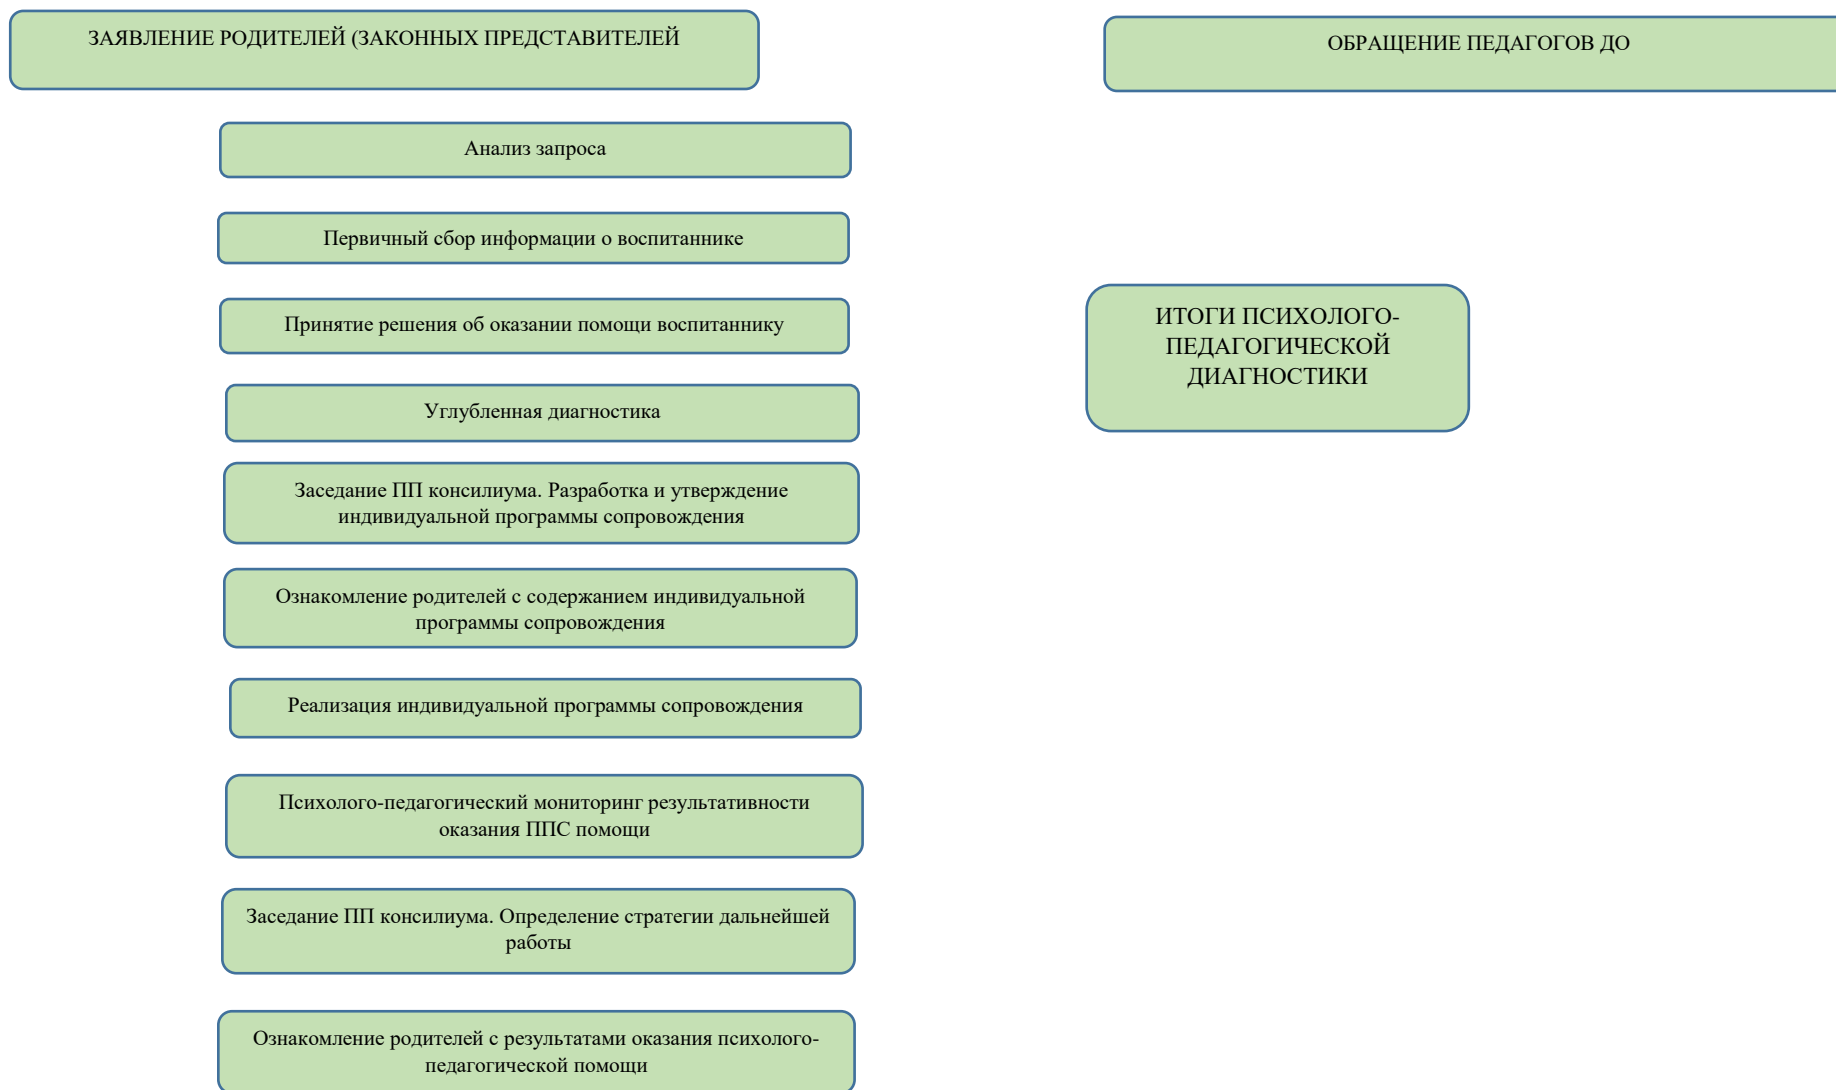 ЗАЯВЛЕНИЕ РОДИТЕЛЕЙ (ЗАКОННЫХ ПРЕДСТАВИТЕЛЕЙ
ОБРАЩЕНИЕ ПЕДАГОГОВ ДО
Анализ запроса
Первичный сбор информации о воспитаннике
Принятие решения об оказании помощи воспитаннику
ИТОГИ ПСИХОЛОГО-
ПЕДАГОГИЧЕСКОЙ
ДИАГНОСТИКИ
Углубленная диагностика
Заседание ПП консилиума. Разработка и утверждение
индивидуальной программы сопровождения
Ознакомление родителей с содержанием индивидуальной
программы сопровождения
Реализация индивидуальной программы сопровождения
Психолого-педагогический мониторинг результативности
оказания ППС помощи
Заседание ПП консилиума. Определение стратегии дальнейшей
работы
Ознакомление родителей с результатами оказания психолого-
педагогической помощи